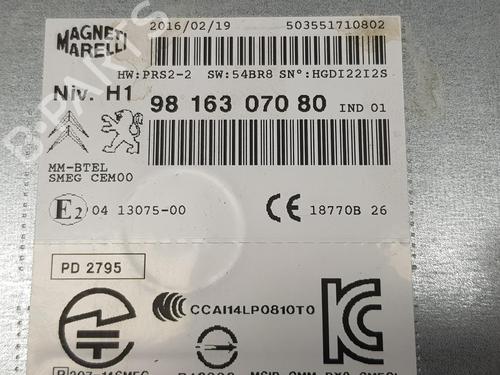 MAGNETI MARELLI
2016/02/19 503551710802
HW:PRS2-2 SW:54BR8 SN°:HGDI22I2S
Niv. H1 98 163 070 80 IND 01
MM-BTEL
SMEG CEM00
E2 04 13075-00 CE 18770B 26
PD 2795
CCAI14LP0810T0
B-PARTS